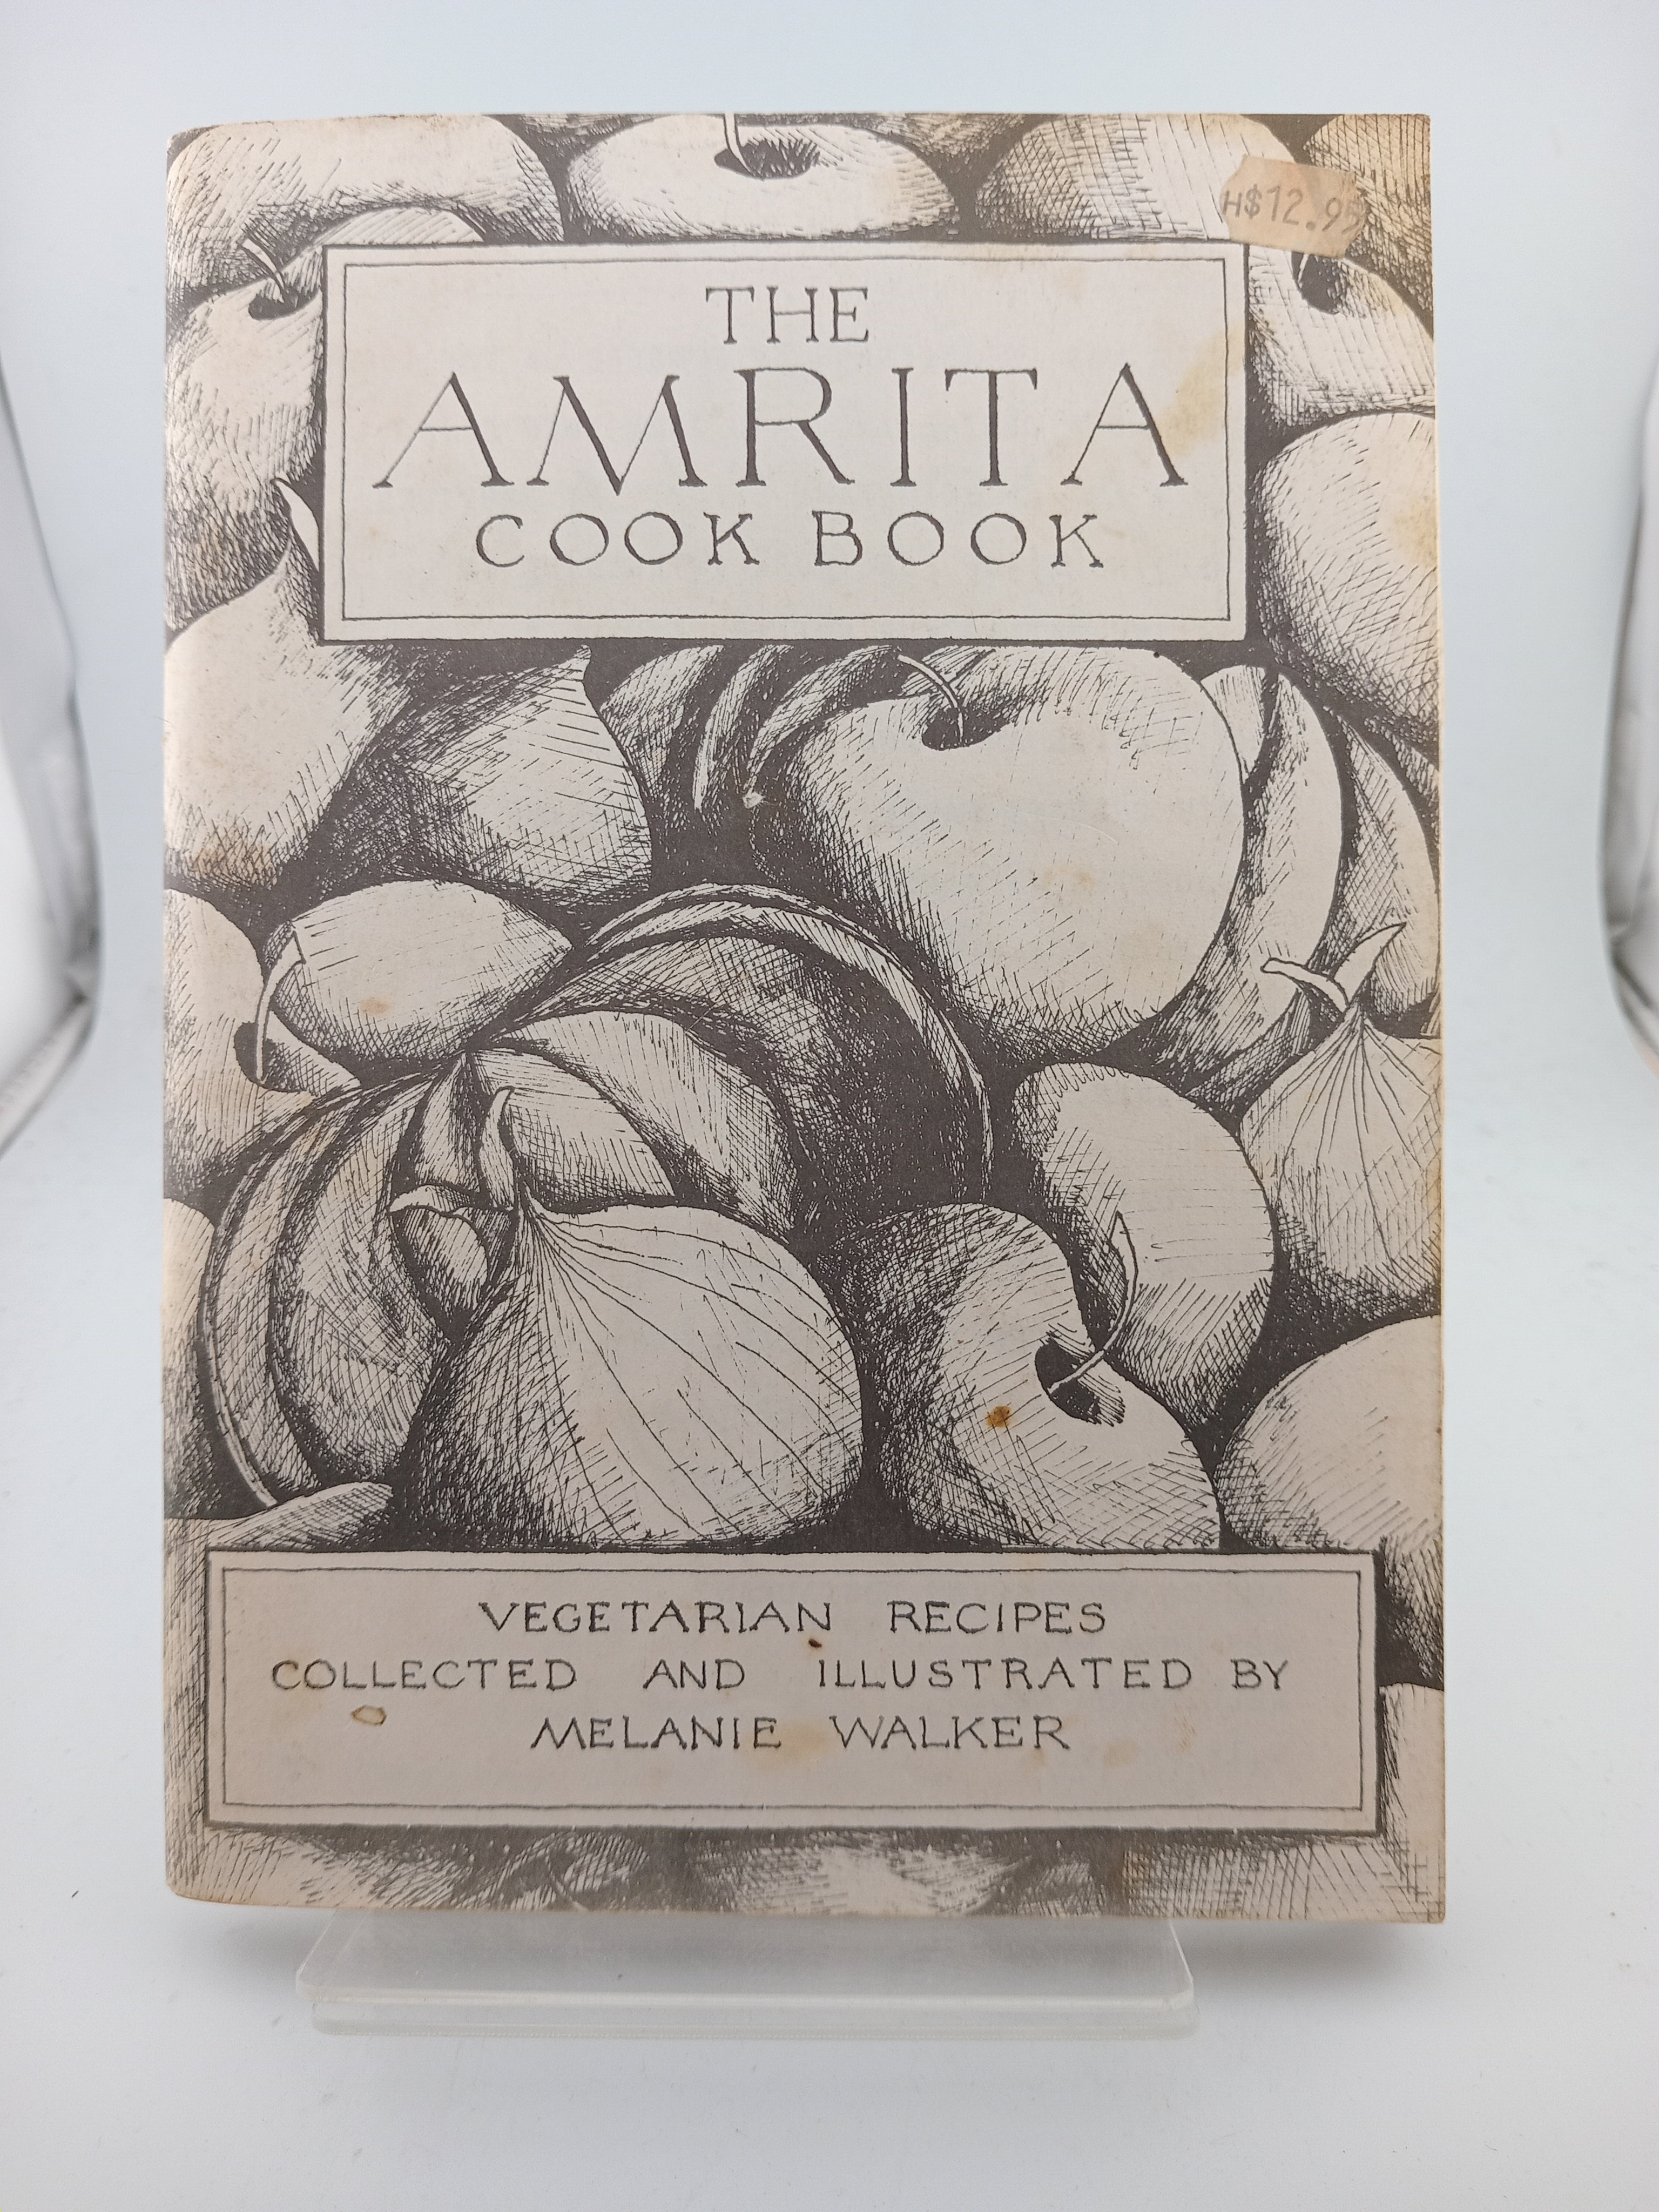 H$12.95
THE
AMRITA
COOK BOOK
VEGETARIAN RECIPES
COLLECTED AND ILLUSTRATED BY
MELANIE WALKER